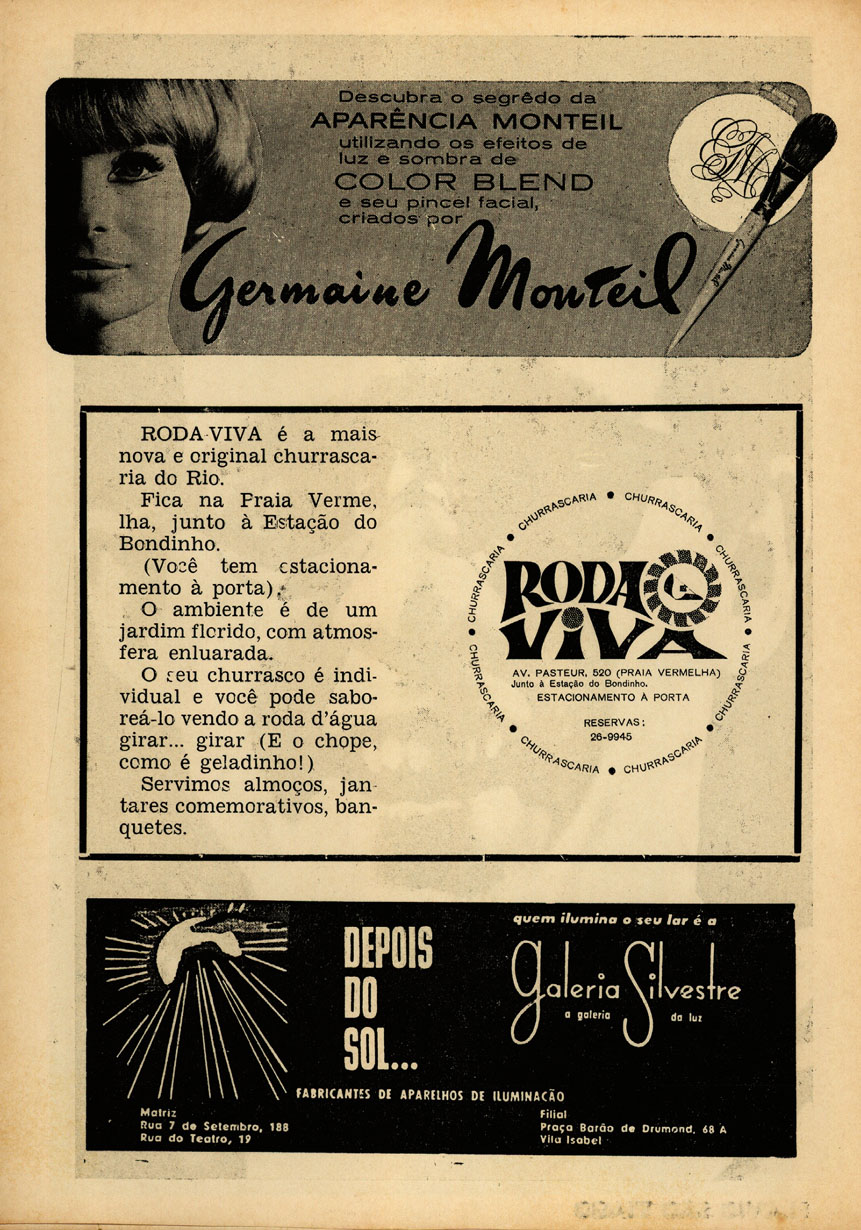 Descubra o segrêdo da
APARÊNCIA MONTEIL
utilizando os efeitos de
luz e sombra de
COLOR BLEND
e seu pincel facial,
criados por
Germaine Monteil
RODA-VIVA é a mais
nova e original churrasca-
ria do Rio.
Fica na Praia Verme,
lha, junto à Estação do
Bondinho.
(Você tem estaciona-
mento à porta).
O ambiente é de um
jardim florido, com atmos-
fera enluarada.
O seu churrasco é indi-
vidual e você pode sabo-
reá-lo vendo a roda d'água
girar... girar (E o chope,
como é geladinho!)
Servimos almoços, jan-
tares comemorativos, ban-
quetes.
CHURRASCARIA • CHURRASCARIA • CHURRASCARIA • CHURRASCARIA • CHURRASCARIA • CHURRASCARIA • CHURRASCARIA • CHURRASCARIA •
RODA
VIVA
AV. PASTEUR, 520 (PRAIA VERMELHA)
Junto à Estação do Bondinho.
ESTACIONAMENTO À PORTA
RESERVAS:
26-9945
DEPOIS
DO
SOL...
quem ilumina o seu lar é a
galeria Silvestre
a galeria da luz
FABRICANTES DE APARELHOS DE ILUMINACÃO
Matriz
Rua 7 de Setembro, 188
Rua do Teatro, 19
Filial
Praça Barão de Drumond, 68 A
Vila Isabel